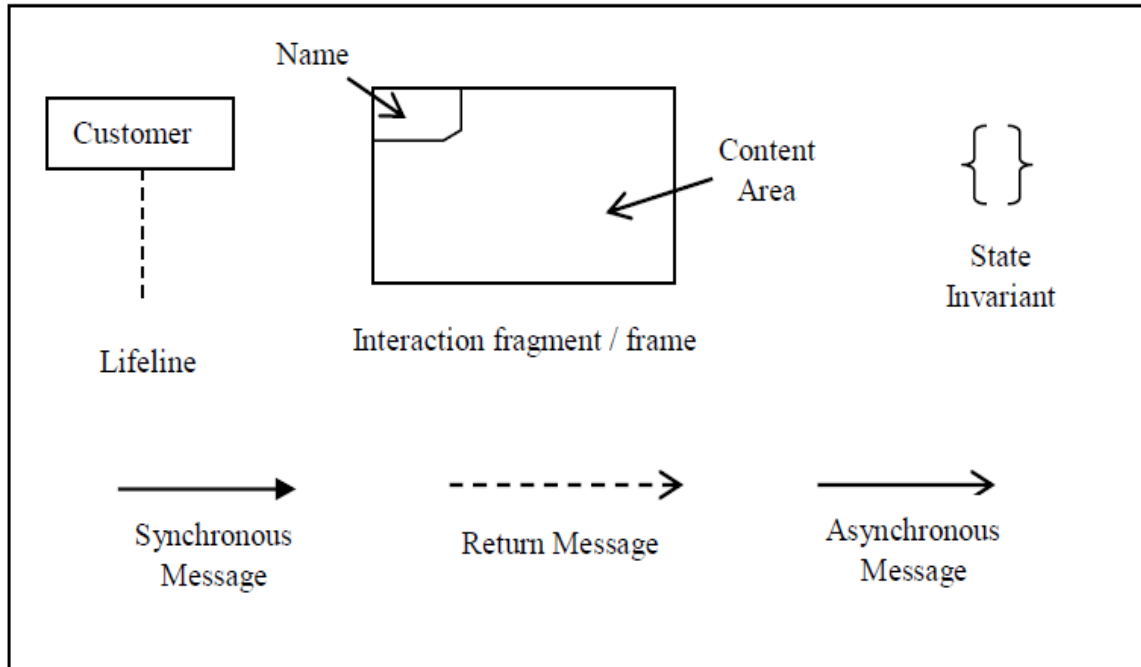 Name
Customer
Content
Area
State
Invariant
Interaction fragment / frame
Lifeline
Synchronous
Message
Return Message
Asynchronous
Message